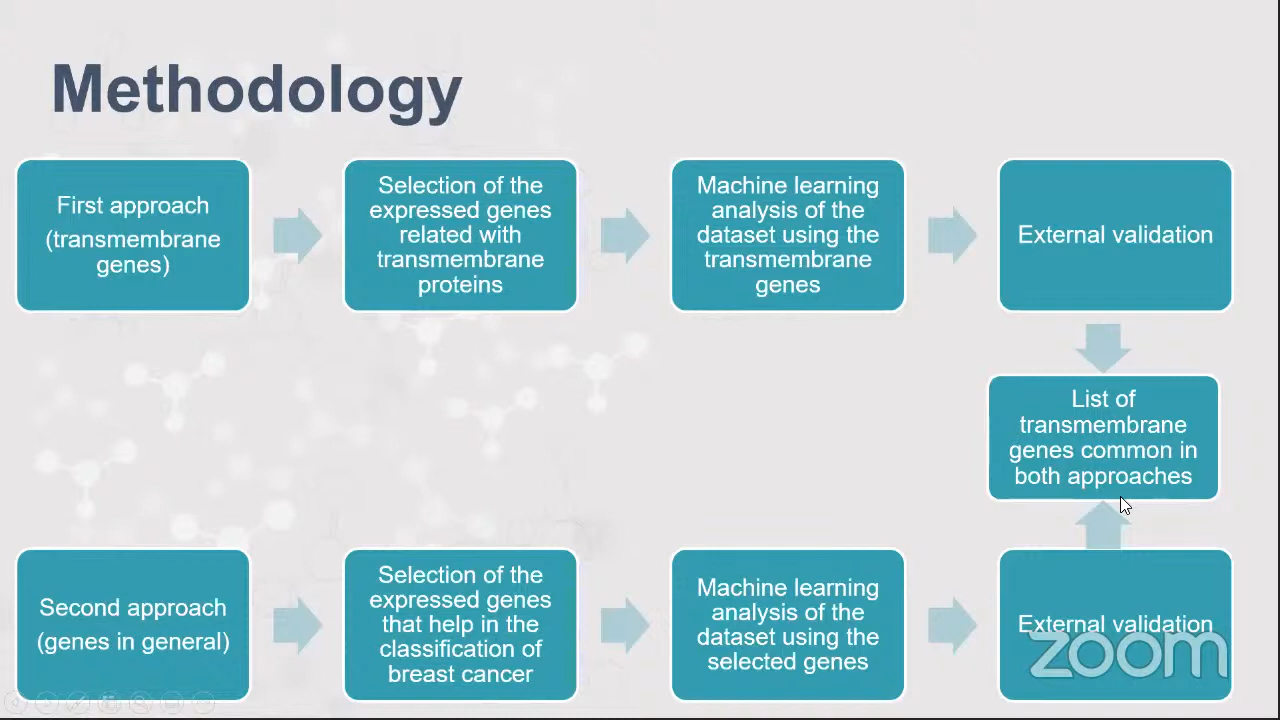 Methodology
First approach
(transmembrane
genes)
Selection of the
expressed genes
related with
transmembrane
proteins
Machine learning
analysis of the
dataset using the
transmembrane
genes
External validation
List of
transmembrane
genes common in
both approaches
Second approach
(genes in general)
Selection of the
expressed genes
that help in the
classification of
breast cancer
Machine learning
analysis of the
dataset using the
selected genes
External validation
zoom